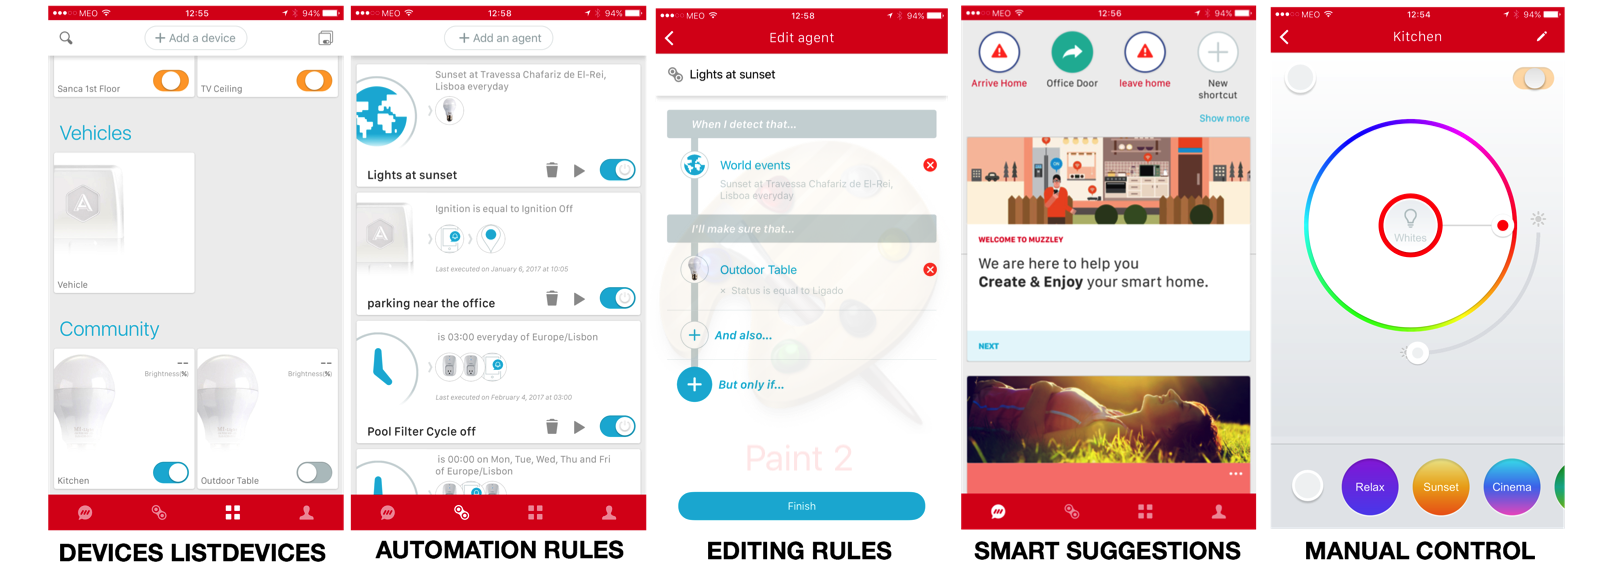 ●●●○○ MEO 12:55 94%
+ Add a device
Sanca 1st Floor
TV Ceiling
Vehicles
A
Vehicle
Community
--
Brightness(%)
--
Brightness(%)
Kitchen
Outdoor Table
DEVICES LISTDEVICES
●●●○○ MEO 12:58 94%
+ Add an agent
Sunset at Travessa Chafariz de El-Rei,
Lisboa everyday
Lights at sunset
Ignition is equal to Ignition Off
A
Last executed on January 6, 2017 at 10:05
parking near the office
is 03:00 everyday of Europe/Lisbon
Last executed on February 4, 2017 at 03:00
Pool Filter Cycle off
is 00:00 on Mon, Tue, Wed, Thu and Fri
of Europe/Lisbon
AUTOMATION RULES
●●●○○ MEO 12:58 94%
Edit agent
Lights at sunset
When I detect that...
World events
Sunset at Travessa Chafariz de El-Rei,
Lisboa everyday
I'll make sure that...
Outdoor Table
× Status is equal to Ligado
And also...
But only if...
Paint 2
Finish
EDITING RULES
●●●○○ MEO 12:56 94%
Arrive Home
Office Door
leave home
New
shortcut
Show more
WELCOME TO MUZZLEY
We are here to help you
Create & Enjoy your smart home.
NEXT
SMART SUGGESTIONS
●●●○○ MEO 12:54 94%
Kitchen
Whites
Relax
Sunset
Cinema
MANUAL CONTROL